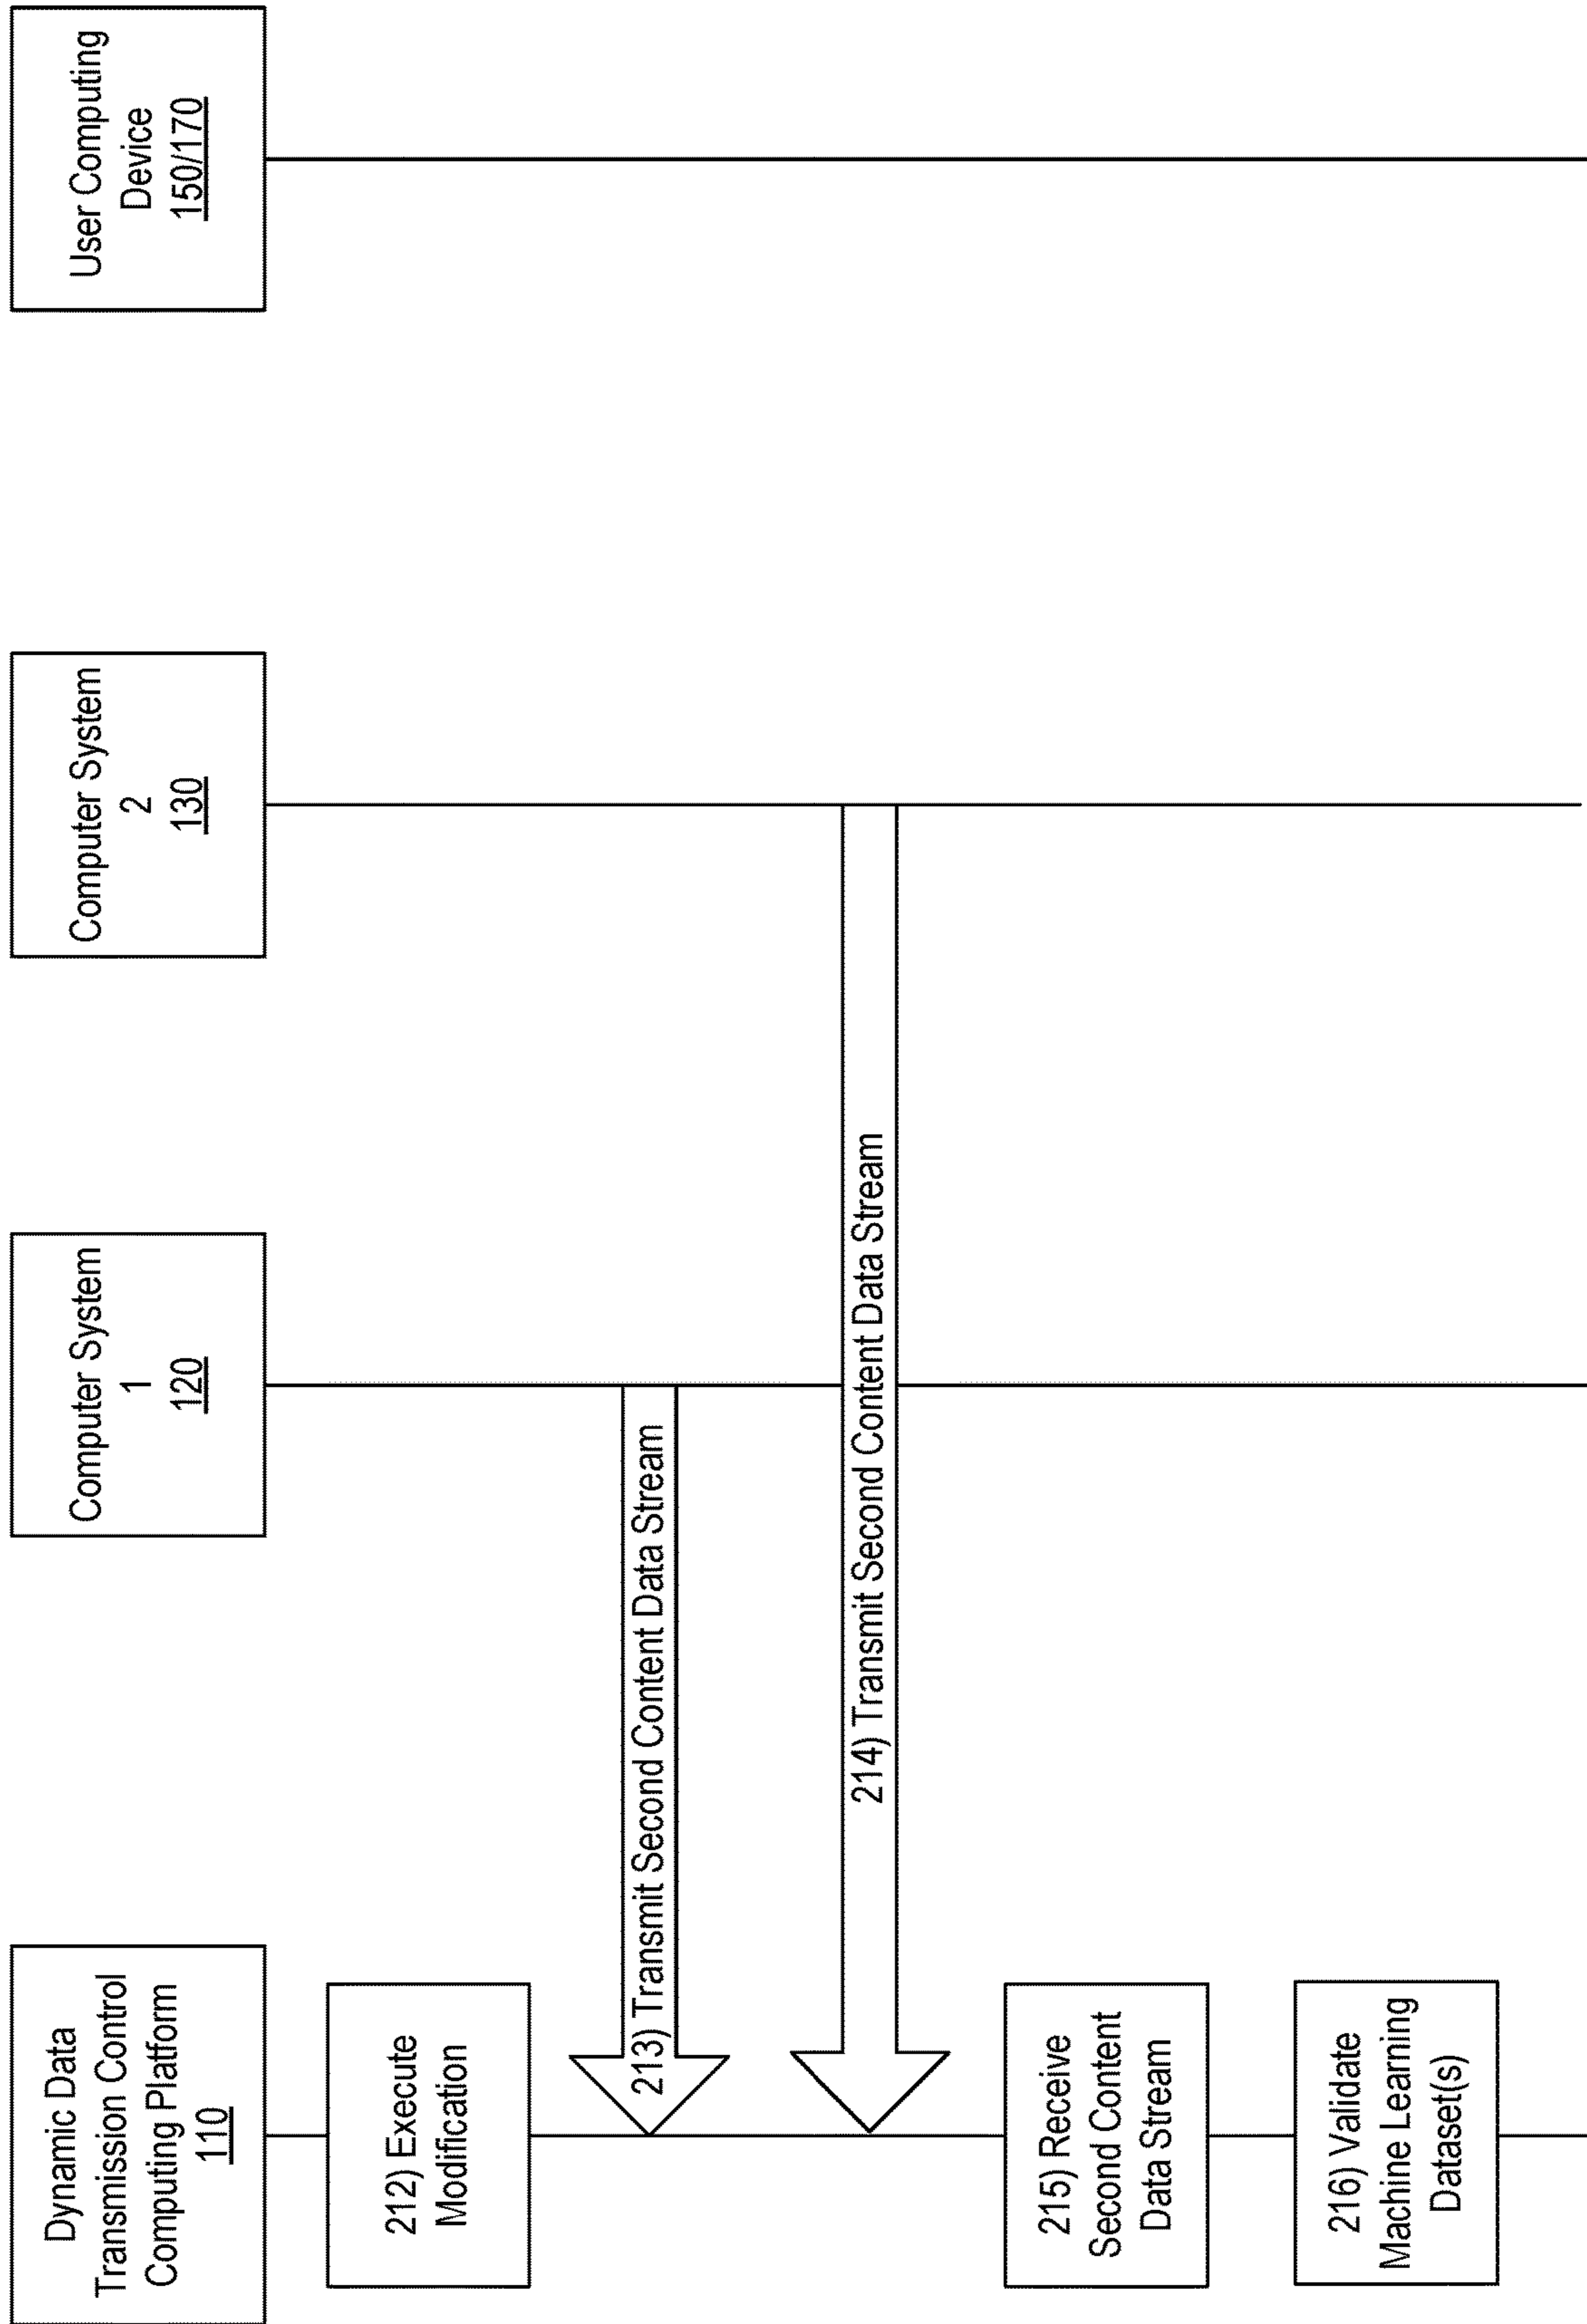 Dynamic Data
Transmission Control
Computing Platform
110
Computer System
1
120
Computer System
2
130
User Computing
Device
150/170
212) Execute
Modification
213) Transmit Second Content Data Stream
214) Transmit Second Content Data Stream
215) Receive
Second Content
Data Stream
216) Validate
Machine Learning
Dataset(s)